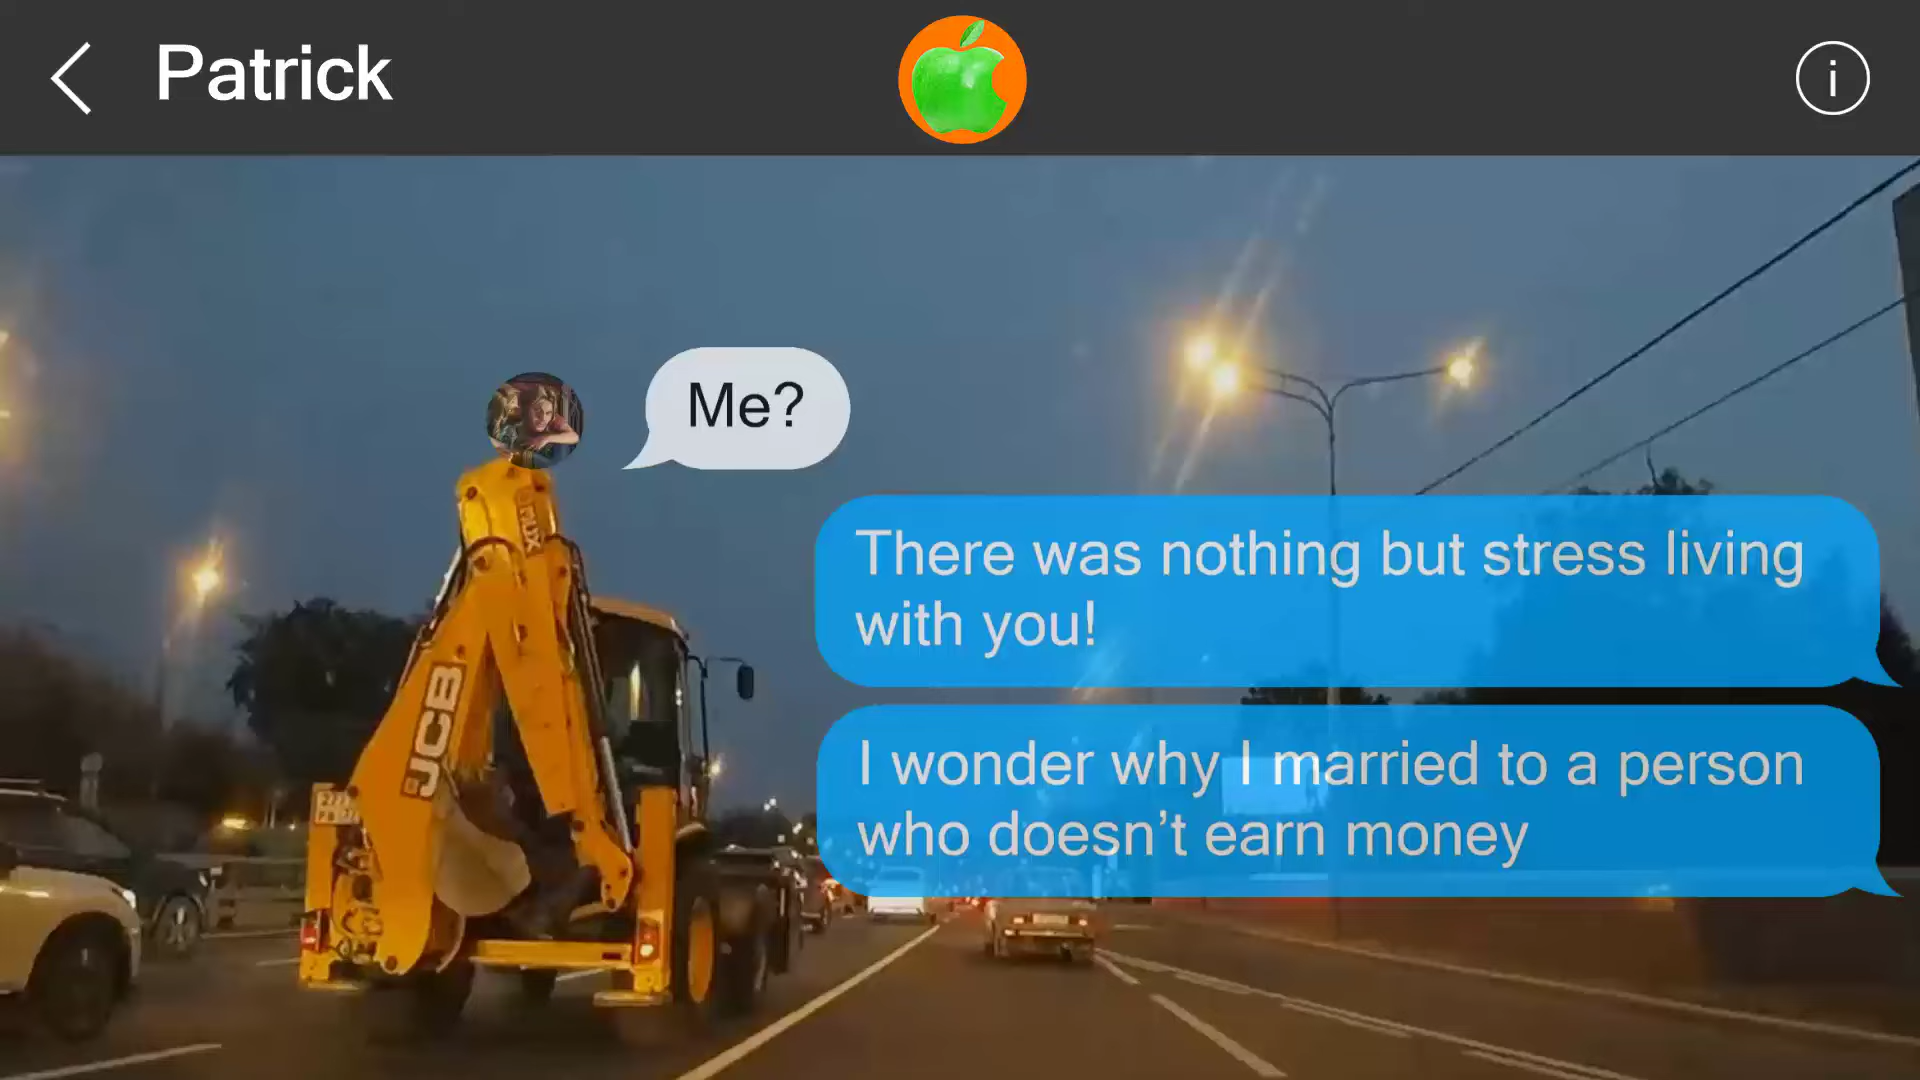 Patrick
Me?
There was nothing but stress living
with you!
I wonder why I married to a person
who doesn’t earn money
JCB